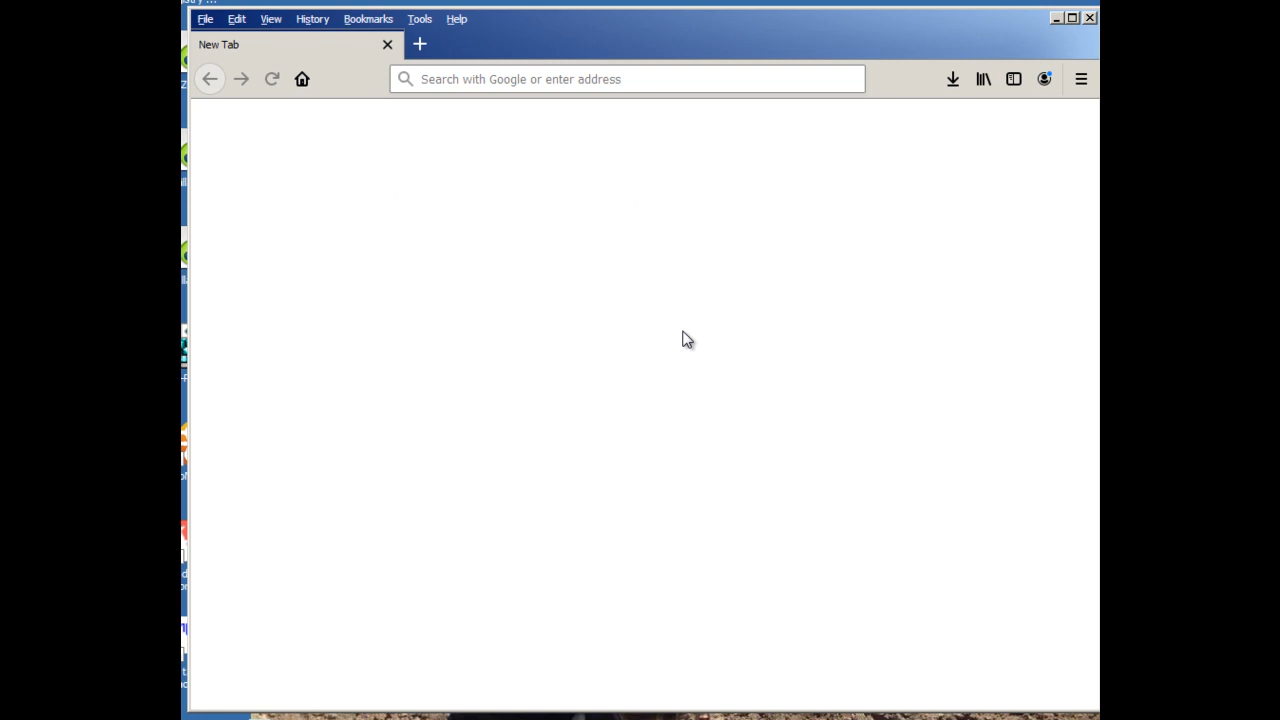 File Edit View History Bookmarks Tools Help
New Tab
Search with Google or enter address